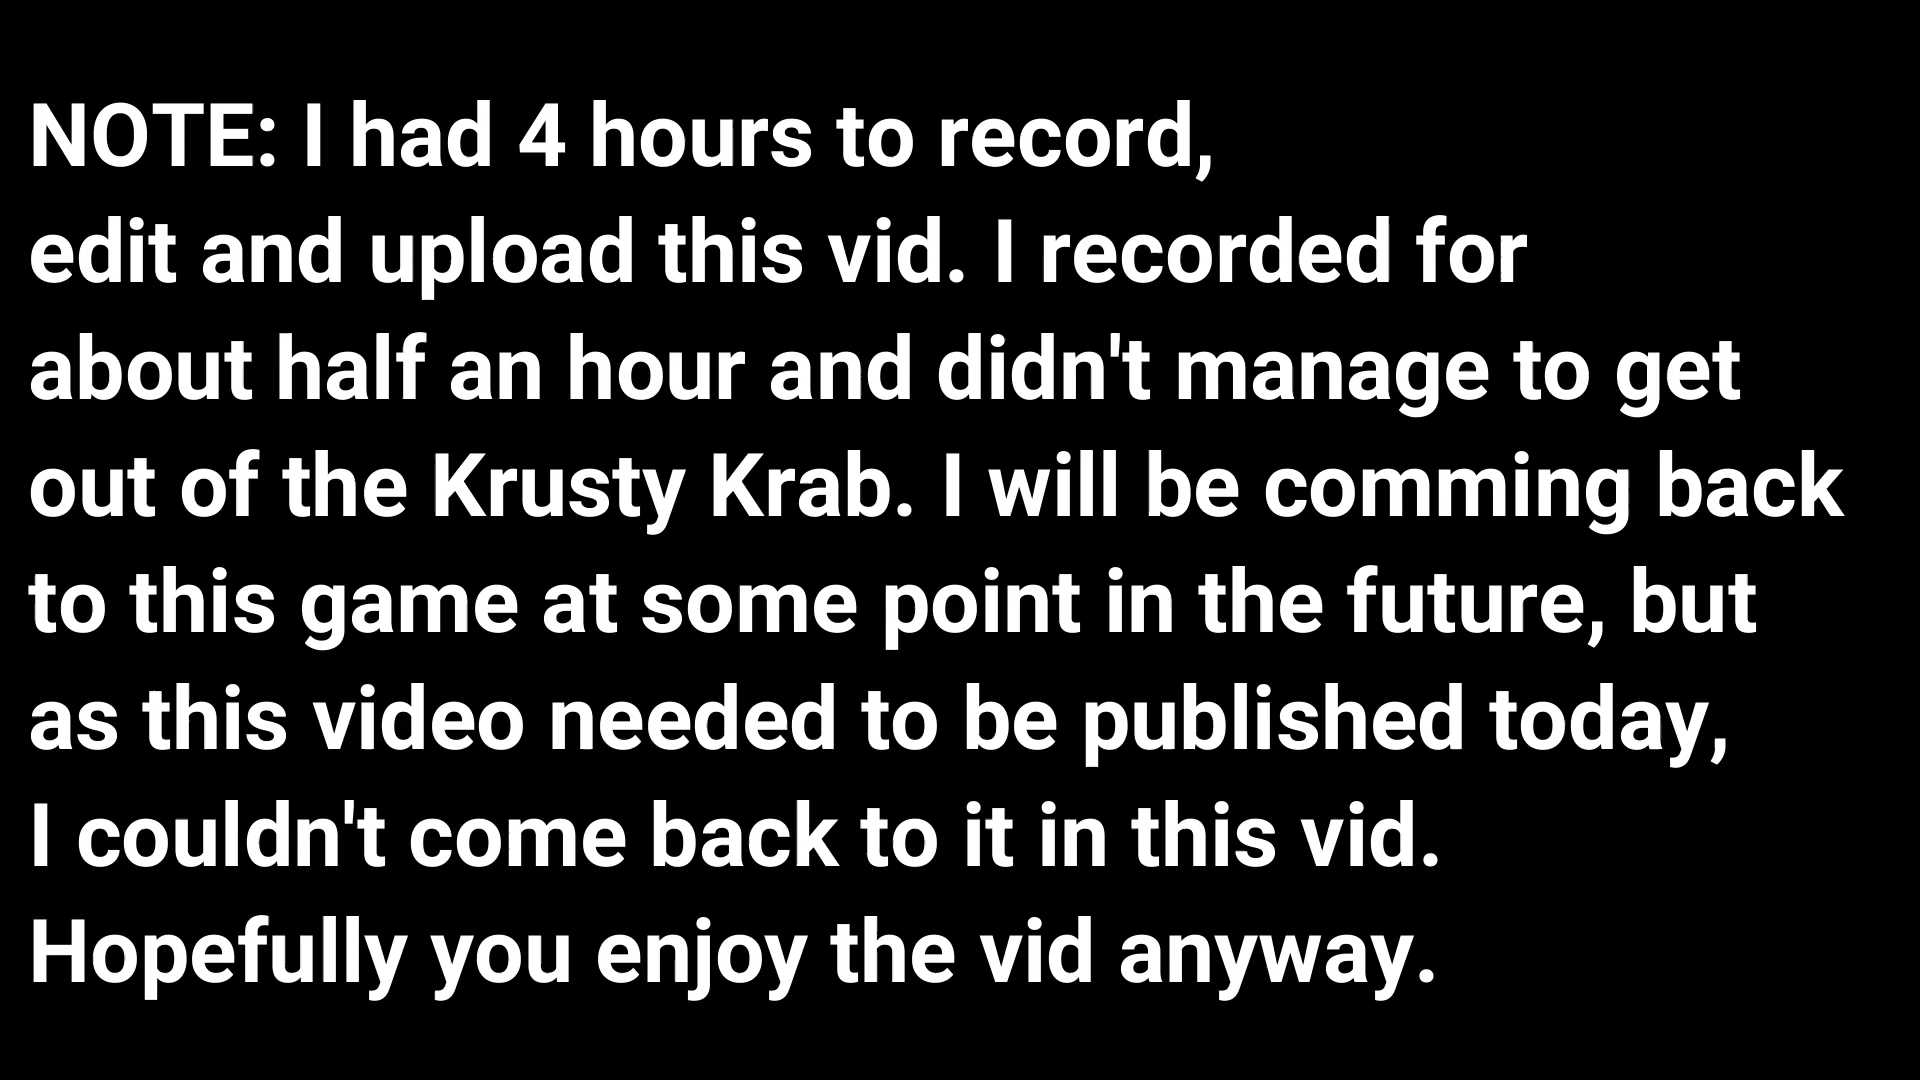 NOTE: I had 4 hours to record,
edit and upload this vid. I recorded for
about half an hour and didn't manage to get
out of the Krusty Krab. I will be comming back
to this game at some point in the future, but
as this video needed to be published today,
I couldn't come back to it in this vid.
Hopefully you enjoy the vid anyway.